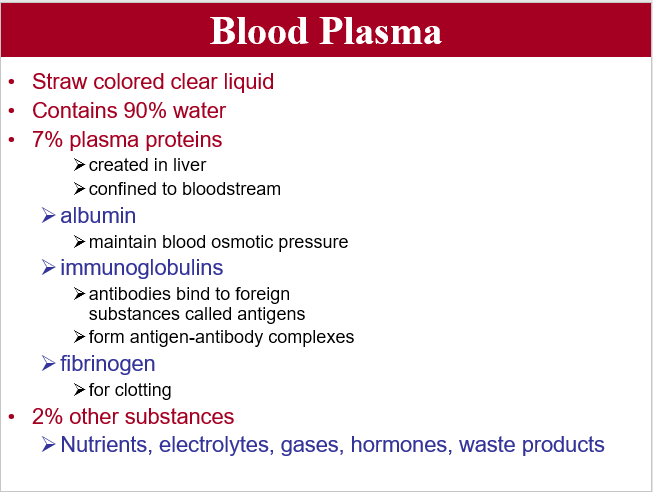 Blood Plasma
• Straw colored clear liquid
• Contains 90% water
• 7% plasma proteins
➢ created in liver
➢ confined to bloodstream
➢ albumin
➢ maintain blood osmotic pressure
➢ immunoglobulins
➢ antibodies bind to foreign
substances called antigens
➢ form antigen-antibody complexes
➢ fibrinogen
➢ for clotting
• 2% other substances
➢ Nutrients, electrolytes, gases, hormones, waste products